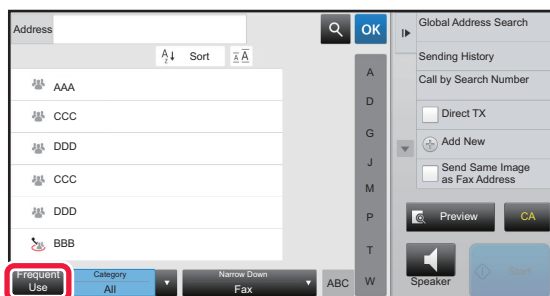 Address
OK
Sort
A A
AAA
CCC
DDD
CCC
DDD
BBB
A
D
G
J
M
P
T
W
Frequent
Use
Category
All
Narrow Down
Fax
ABC
Global Address Search
Sending History
Call by Search Number
Direct TX
Add New
Send Same Image
as Fax Address
Preview
CA
Speaker
Start